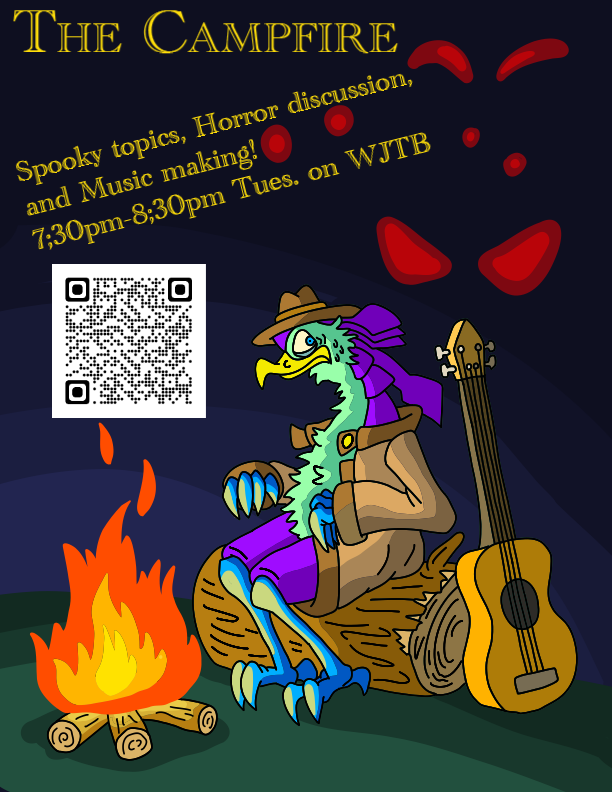 The Campfire
Spooky topics, Horror discussion,
and Music making!
7;30pm-8;30pm Tues. on WJTB